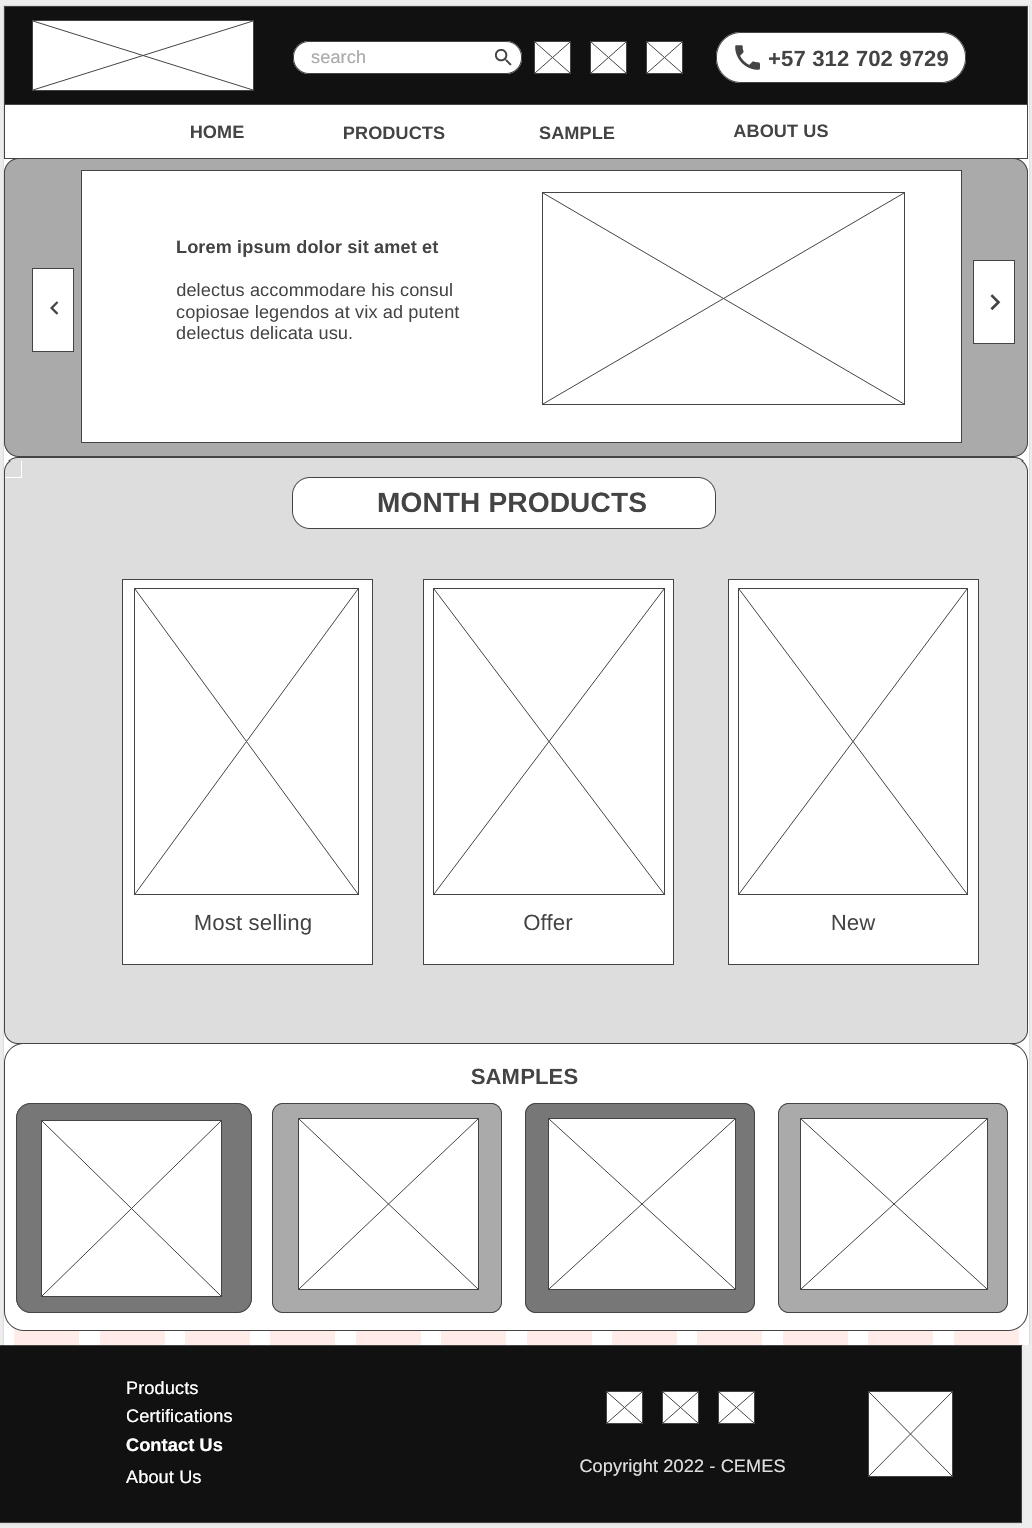 search
+57 312 702 9729
HOME
PRODUCTS
SAMPLE
ABOUT US
Lorem ipsum dolor sit amet et
delectus accommodare his consul
copiosae legendos at vix ad putent
delectus delicata usu.
MONTH PRODUCTS
Most selling
Offer
New
SAMPLES
Products
Certifications
Contact Us
About Us
Copyright 2022 - CEMES